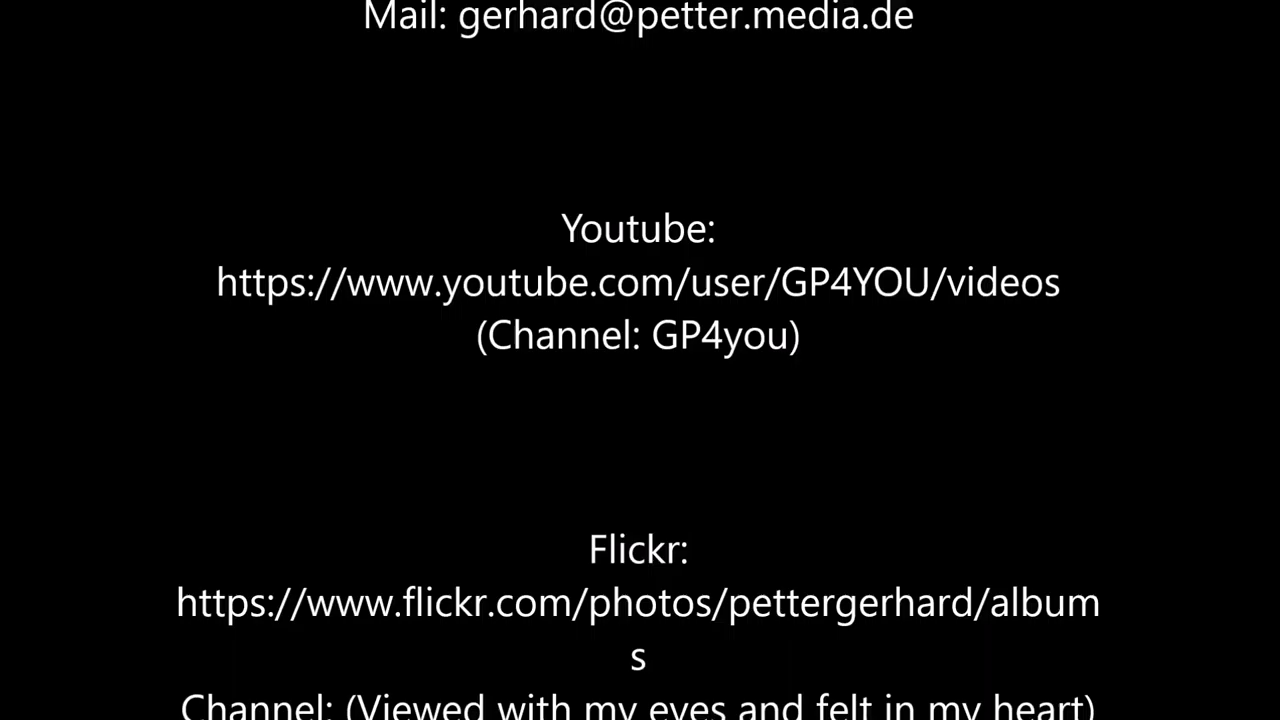 Mail: gerhard@petter.media.de
Youtube:
https://www.youtube.com/user/GP4YOU/videos
(Channel: GP4you)
Flickr:
https://www.flickr.com/photos/pettergerhard/album
s
Channel: (Viewed with my eyes and felt in my heart)